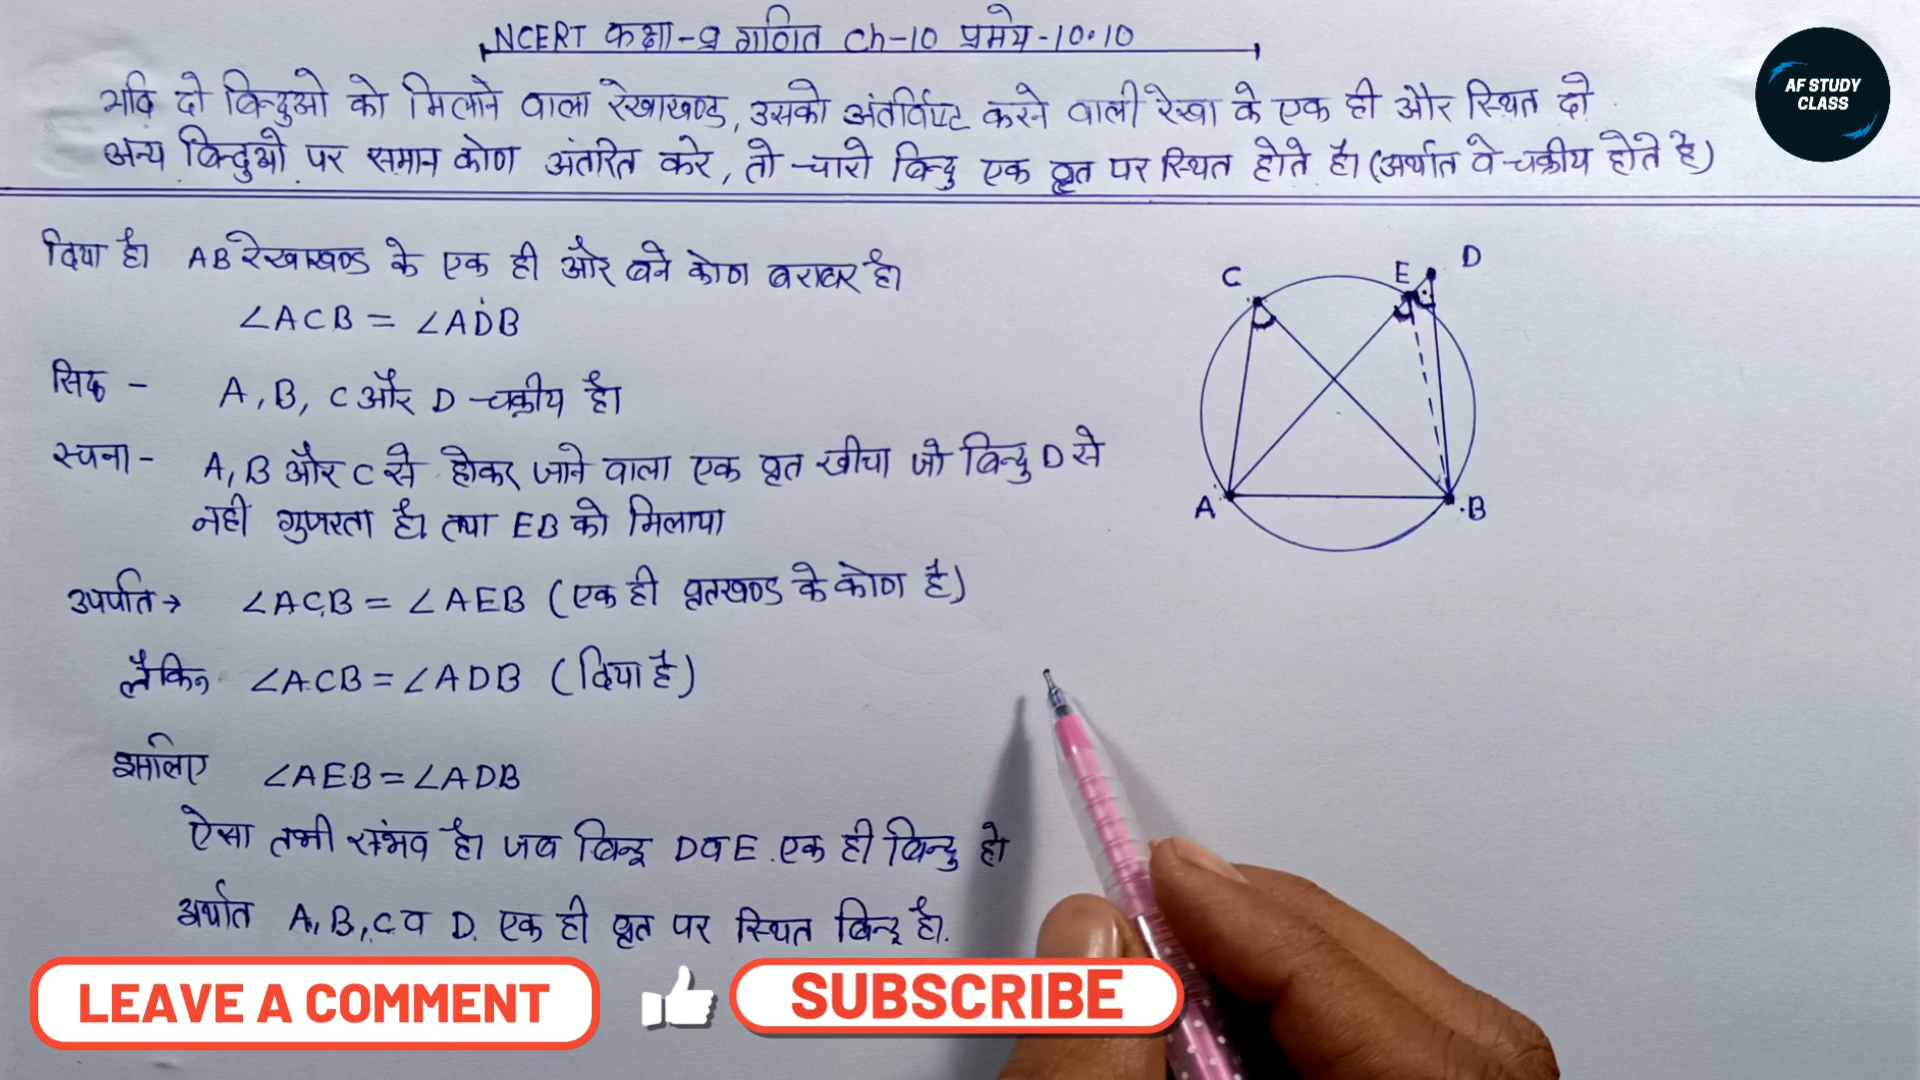 NCERT कक्षा-9 गणित Ch-10 प्रमेय-10.10
यदि दो बिन्दुओ को मिलाने वाला रेखाखण्ड, उसको अंतर्विष्ट करने वाली रेखा के एक ही और स्थित दो
अन्य बिन्दुओ पर समान कोण अंतरित करे, तो चारो बिन्दु एक वृत पर स्थित होते है। (अर्थात वे चक्रीय होते है)
AF STUDY
CLASS
दिया है। AB रेखाखण्ड के एक ही और बने कोण बराबर है।
∠ACB = ∠ADB
सिद्ध - A, B, C और D चक्रीय है।
रचना - A, B और C से होकर जाने वाला एक वृत खीचा जो बिन्दु D से
नही गुजरता है। तथा EB को मिलाया
उपपति → ∠ACB = ∠AEB (एक ही वृतखण्ड के कोण है)
लेकिन ∠ACB = ∠ADB (दिया है)
इसलिए ∠AEB = ∠ADB
ऐसा तभी संभव है। जब बिन्दू D व E एक ही बिन्दु हो
अर्थात A, B, C व D एक ही वृत पर स्थित बिन्दू है।
C E D
A B
LEAVE A COMMENT
SUBSCRIBE